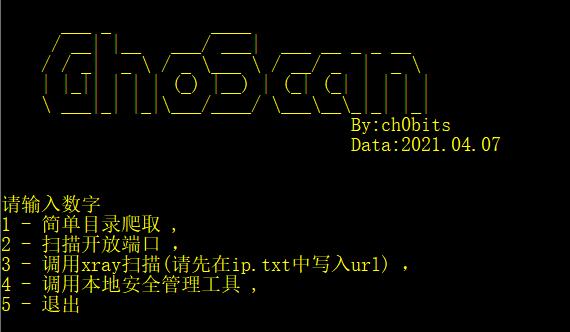 GhoScan
By:ch0bits
Data:2021.04.07
请输入数字
1 - 简单目录爬取 ,
2 - 扫描开放端口 ,
3 - 调用xray扫描(请先在ip.txt中写入url) ,
4 - 调用本地安全管理工具 ,
5 - 退出